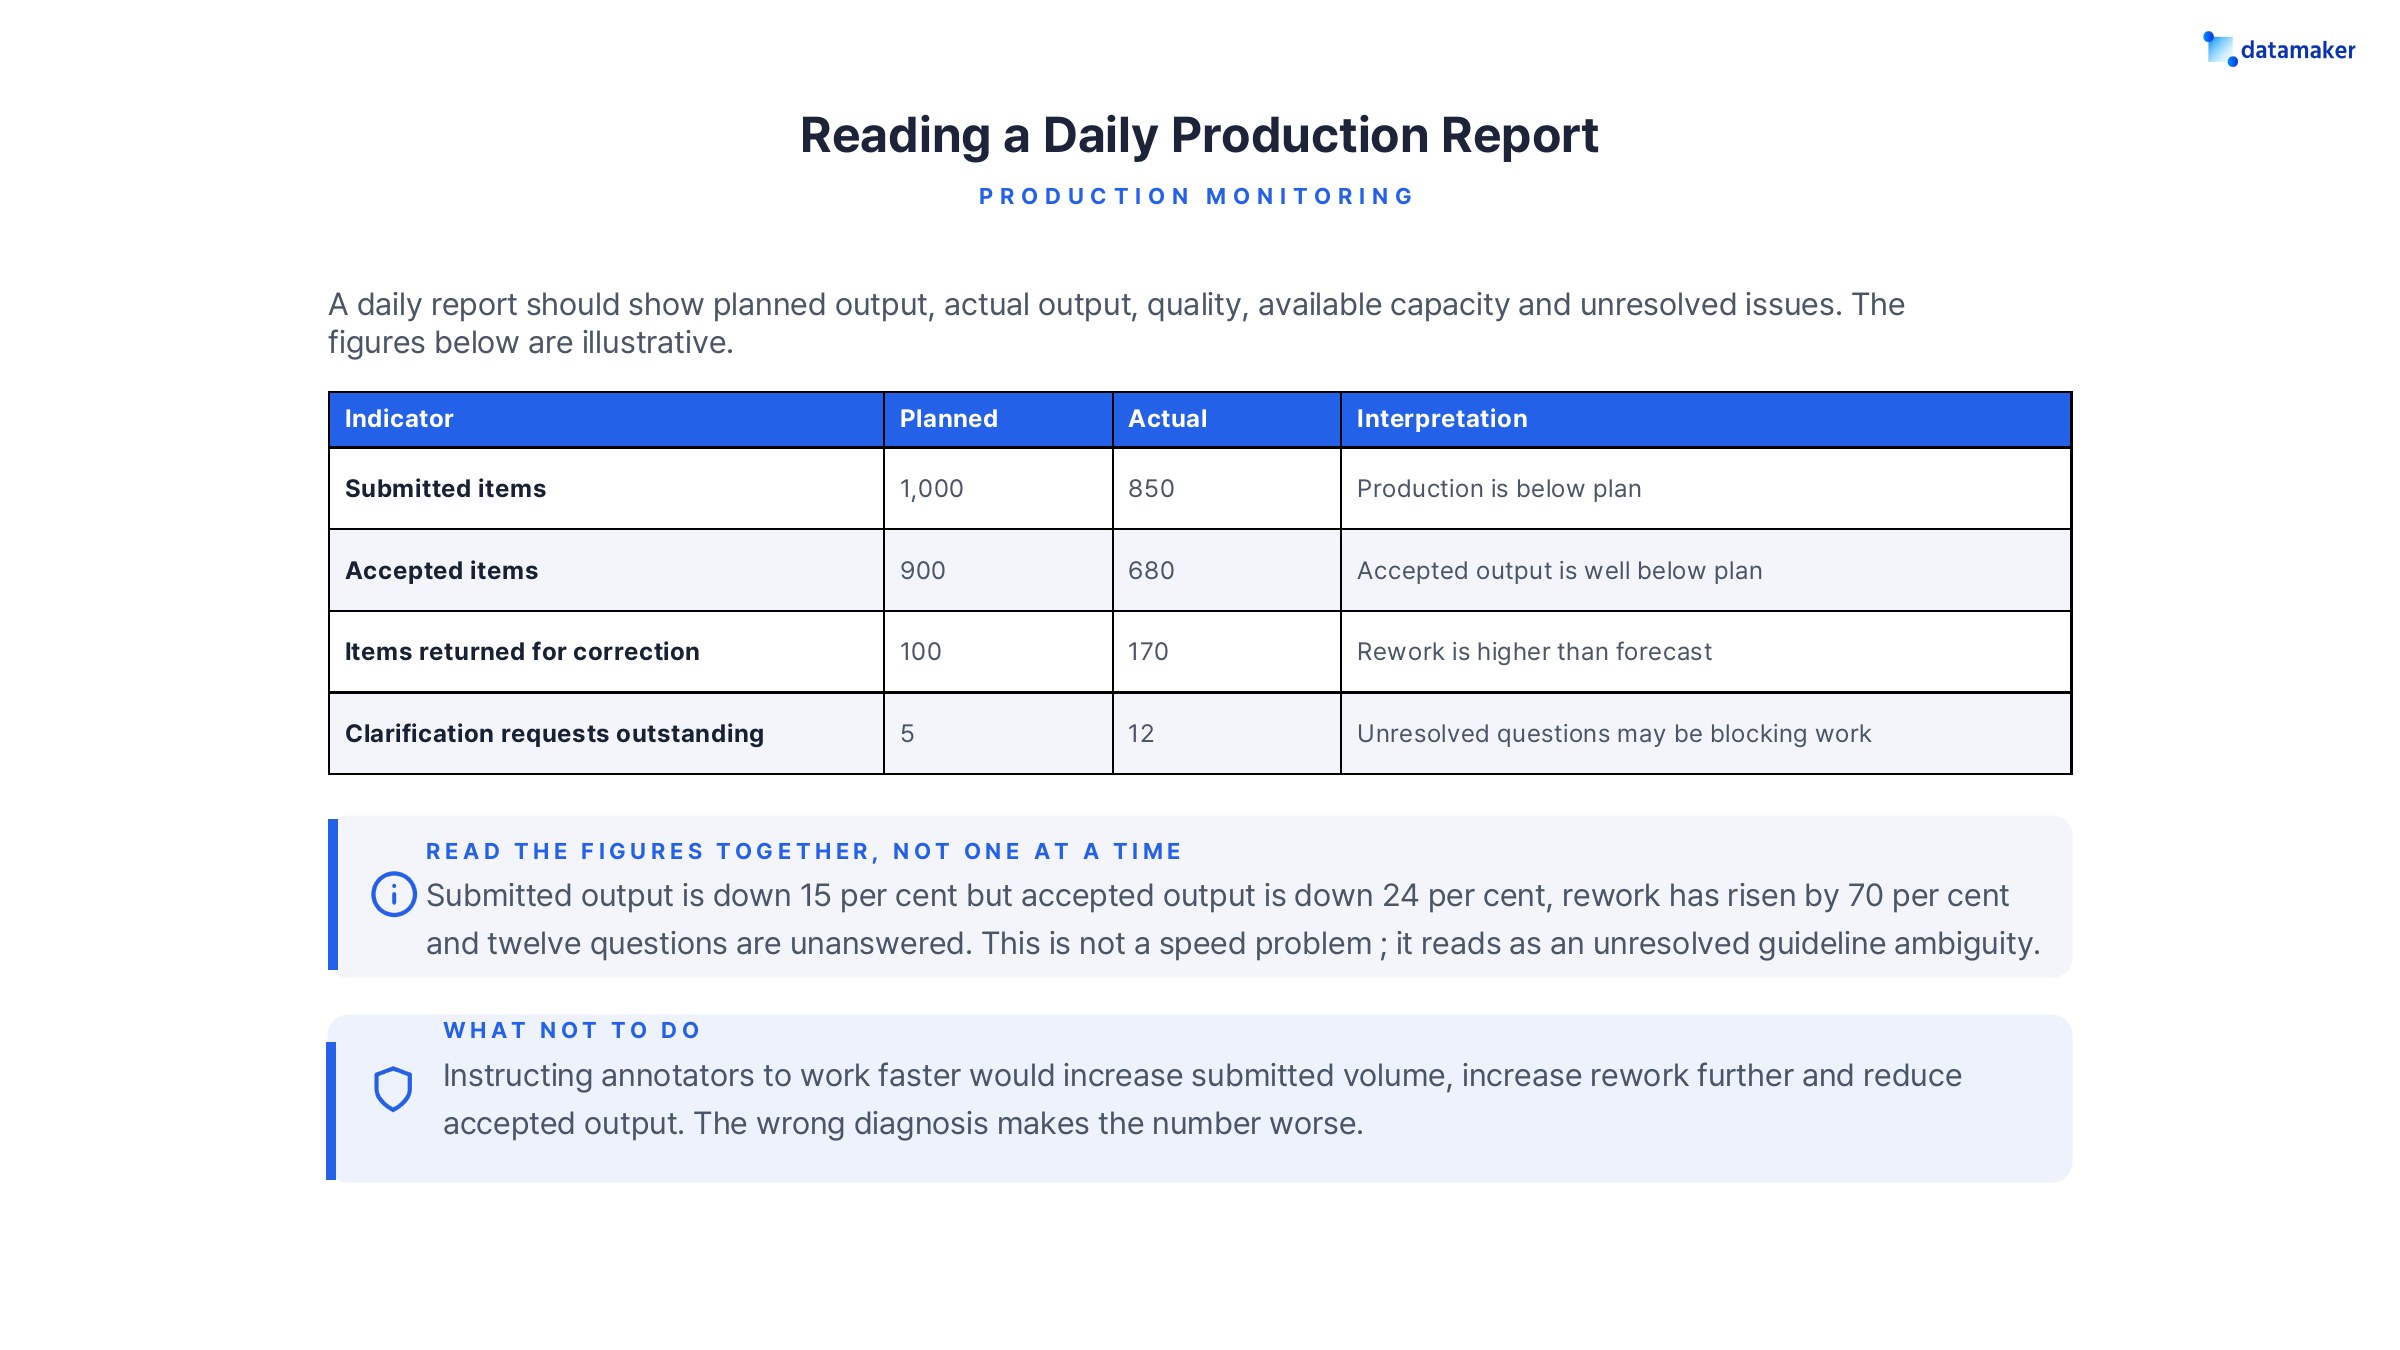 datamaker
Reading a Daily Production Report
PRODUCTION MONITORING
A daily report should show planned output, actual output, quality, available capacity and unresolved issues. The
figures below are illustrative.
Indicator Planned Actual Interpretation
Submitted items 1,000 850 Production is below plan
Accepted items 900 680 Accepted output is well below plan
Items returned for correction 100 170 Rework is higher than forecast
Clarification requests outstanding 5 12 Unresolved questions may be blocking work
READ THE FIGURES TOGETHER, NOT ONE AT A TIME
Submitted output is down 15 per cent but accepted output is down 24 per cent, rework has risen by 70 per cent
and twelve questions are unanswered. This is not a speed problem ; it reads as an unresolved guideline ambiguity.
WHAT NOT TO DO
Instructing annotators to work faster would increase submitted volume, increase rework further and reduce
accepted output. The wrong diagnosis makes the number worse.